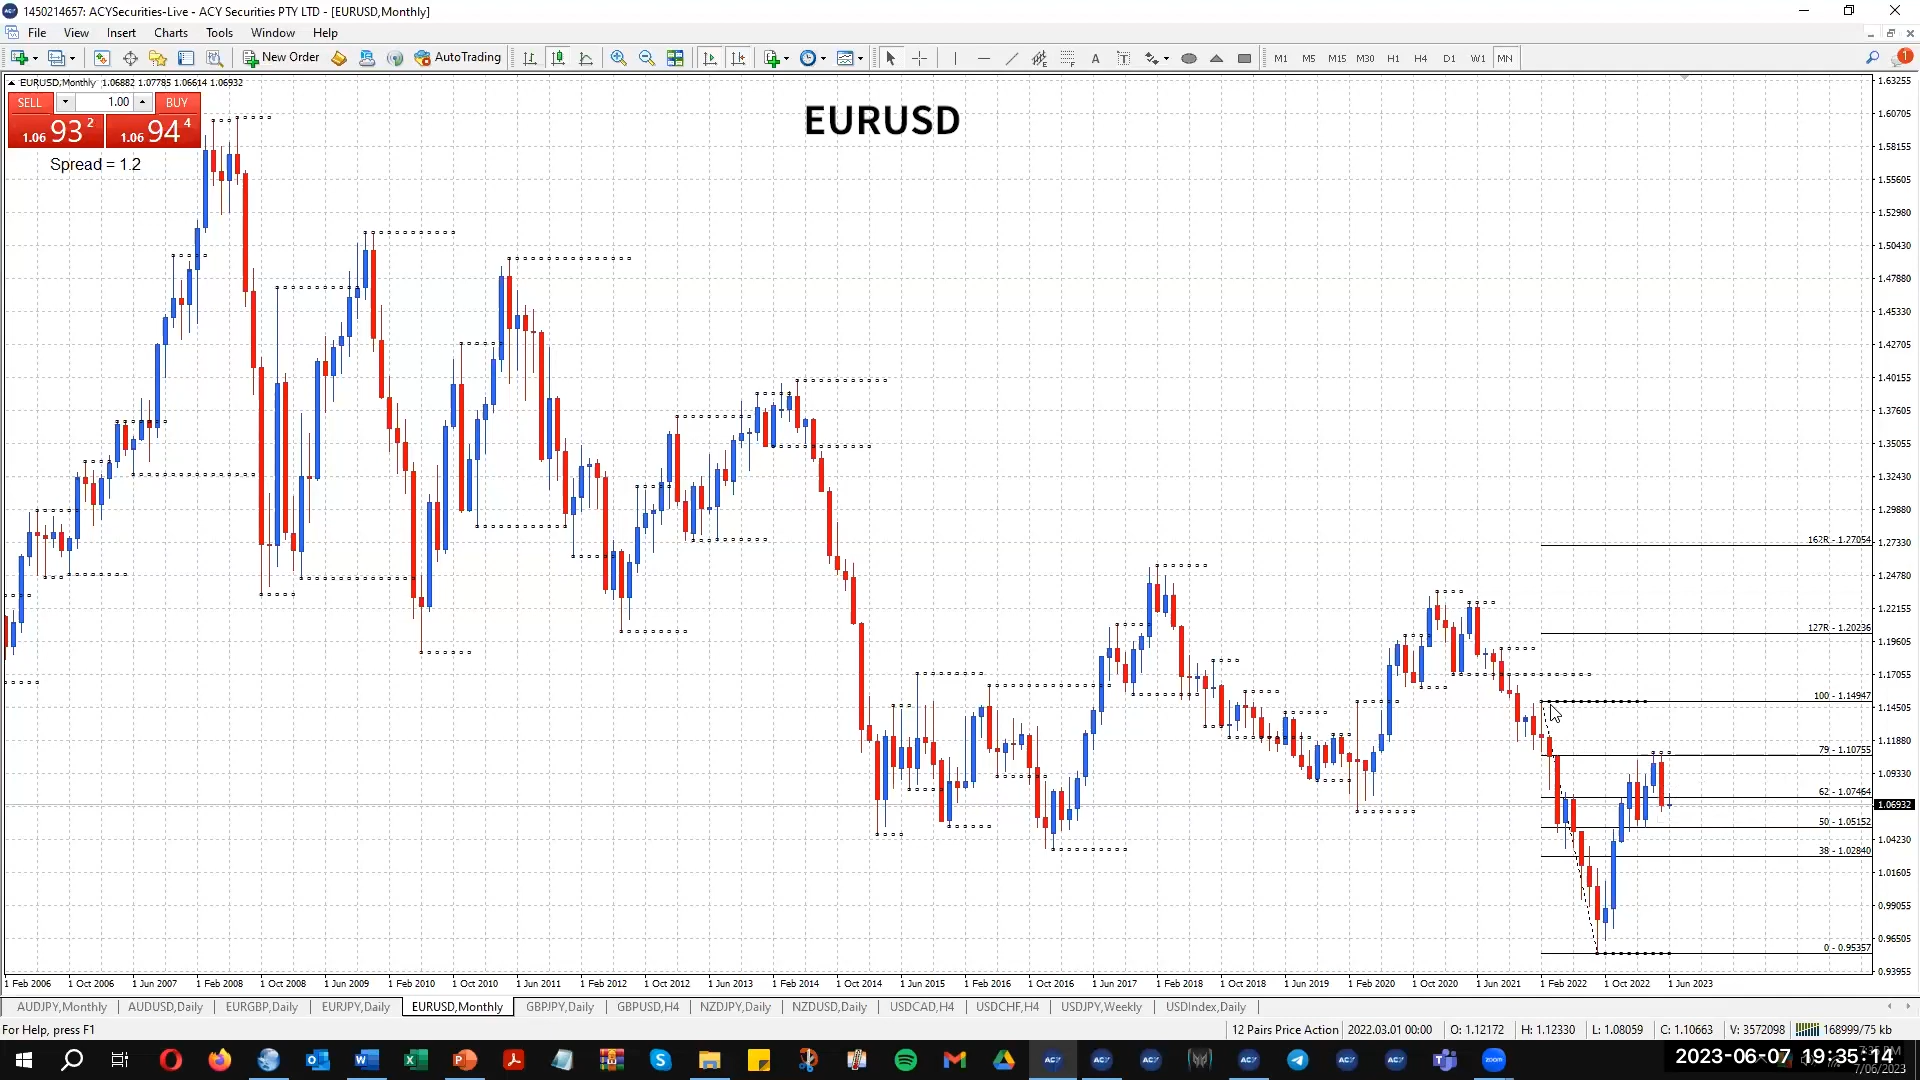 1450214657: ACYSecurities-Live - ACY Securities PTY LTD - [EURUSD,Monthly]
File View Insert Charts Tools Window Help
New Order AutoTrading A T M1 M5 M15 M30 H1 H4 D1 W1 MN 1
EURUSD,Monthly 1.06882 1.07785 1.06614 1.06932
SELL 1.00 BUY
1.06 93 2 1.06 94 4
Spread = 1.2
EURUSD
1.63255
1.60705
1.58155
1.55605
1.52980
1.50430
1.47880
1.45330
1.42705
1.40155
1.37605
1.35055
1.32430
1.29880
1.27330
1.24780
1.22155
1.19605
1.17055
1.14505
1.11880
1.09330
1.06932
1.04230
1.01605
0.99055
0.96505
0.93955
162R - 1.27054
127R - 1.20236
100 - 1.14947
79 - 1.10755
62 - 1.07464
50 - 1.05152
38 - 1.02840
0 - 0.95357
1 Feb 2006 1 Oct 2006 1 Jun 2007 1 Feb 2008 1 Oct 2008 1 Jun 2009 1 Feb 2010 1 Oct 2010 1 Jun 2011 1 Feb 2012 1 Oct 2012 1 Jun 2013 1 Feb 2014 1 Oct 2014 1 Jun 2015 1 Feb 2016 1 Oct 2016 1 Jun 2017 1 Feb 2018 1 Oct 2018 1 Jun 2019 1 Feb 2020 1 Oct 2020 1 Jun 2021 1 Feb 2022 1 Oct 2022 1 Jun 2023
AUDJPY,Monthly AUDUSD,Daily EURGBP,Daily EURJPY,Daily EURUSD,Monthly GBPJPY,Daily GBPUSD,H4 NZDJPY,Daily NZDUSD,Daily USDCAD,H4 USDCHF,H4 USDJPY,Weekly USDIndex,Daily
For Help, press F1 12 Pairs Price Action 2022.03.01 00:00 O: 1.12172 H: 1.12330 L: 1.08059 C: 1.10663 V: 3572098 168999/75 kb
2023-06-07 19:35:14
7/06/2023